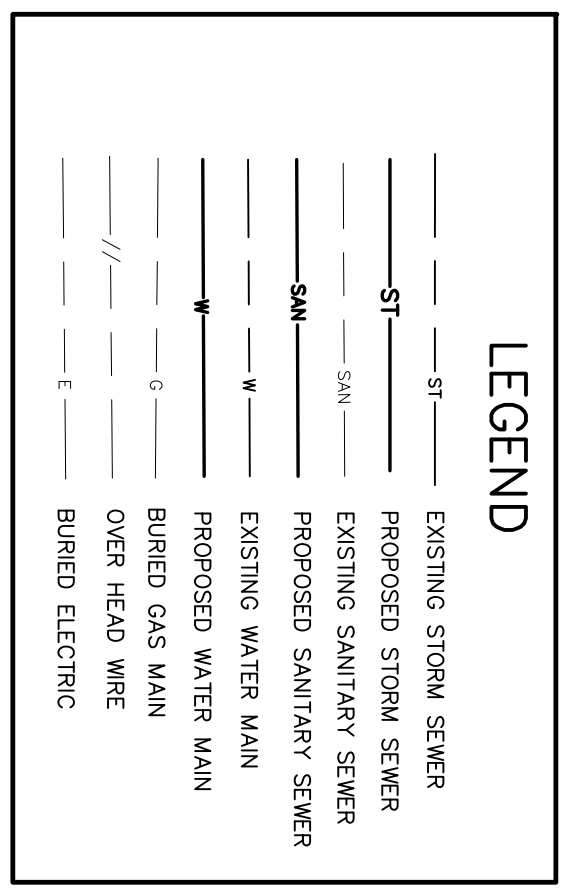 LEGEND
ST EXISTING STORM SEWER
ST PROPOSED STORM SEWER
SAN EXISTING SANITARY SEWER
SAN PROPOSED SANITARY SEWER
W EXISTING WATER MAIN
W PROPOSED WATER MAIN
G BURIED GAS MAIN
// OVER HEAD WIRE
E BURIED ELECTRIC